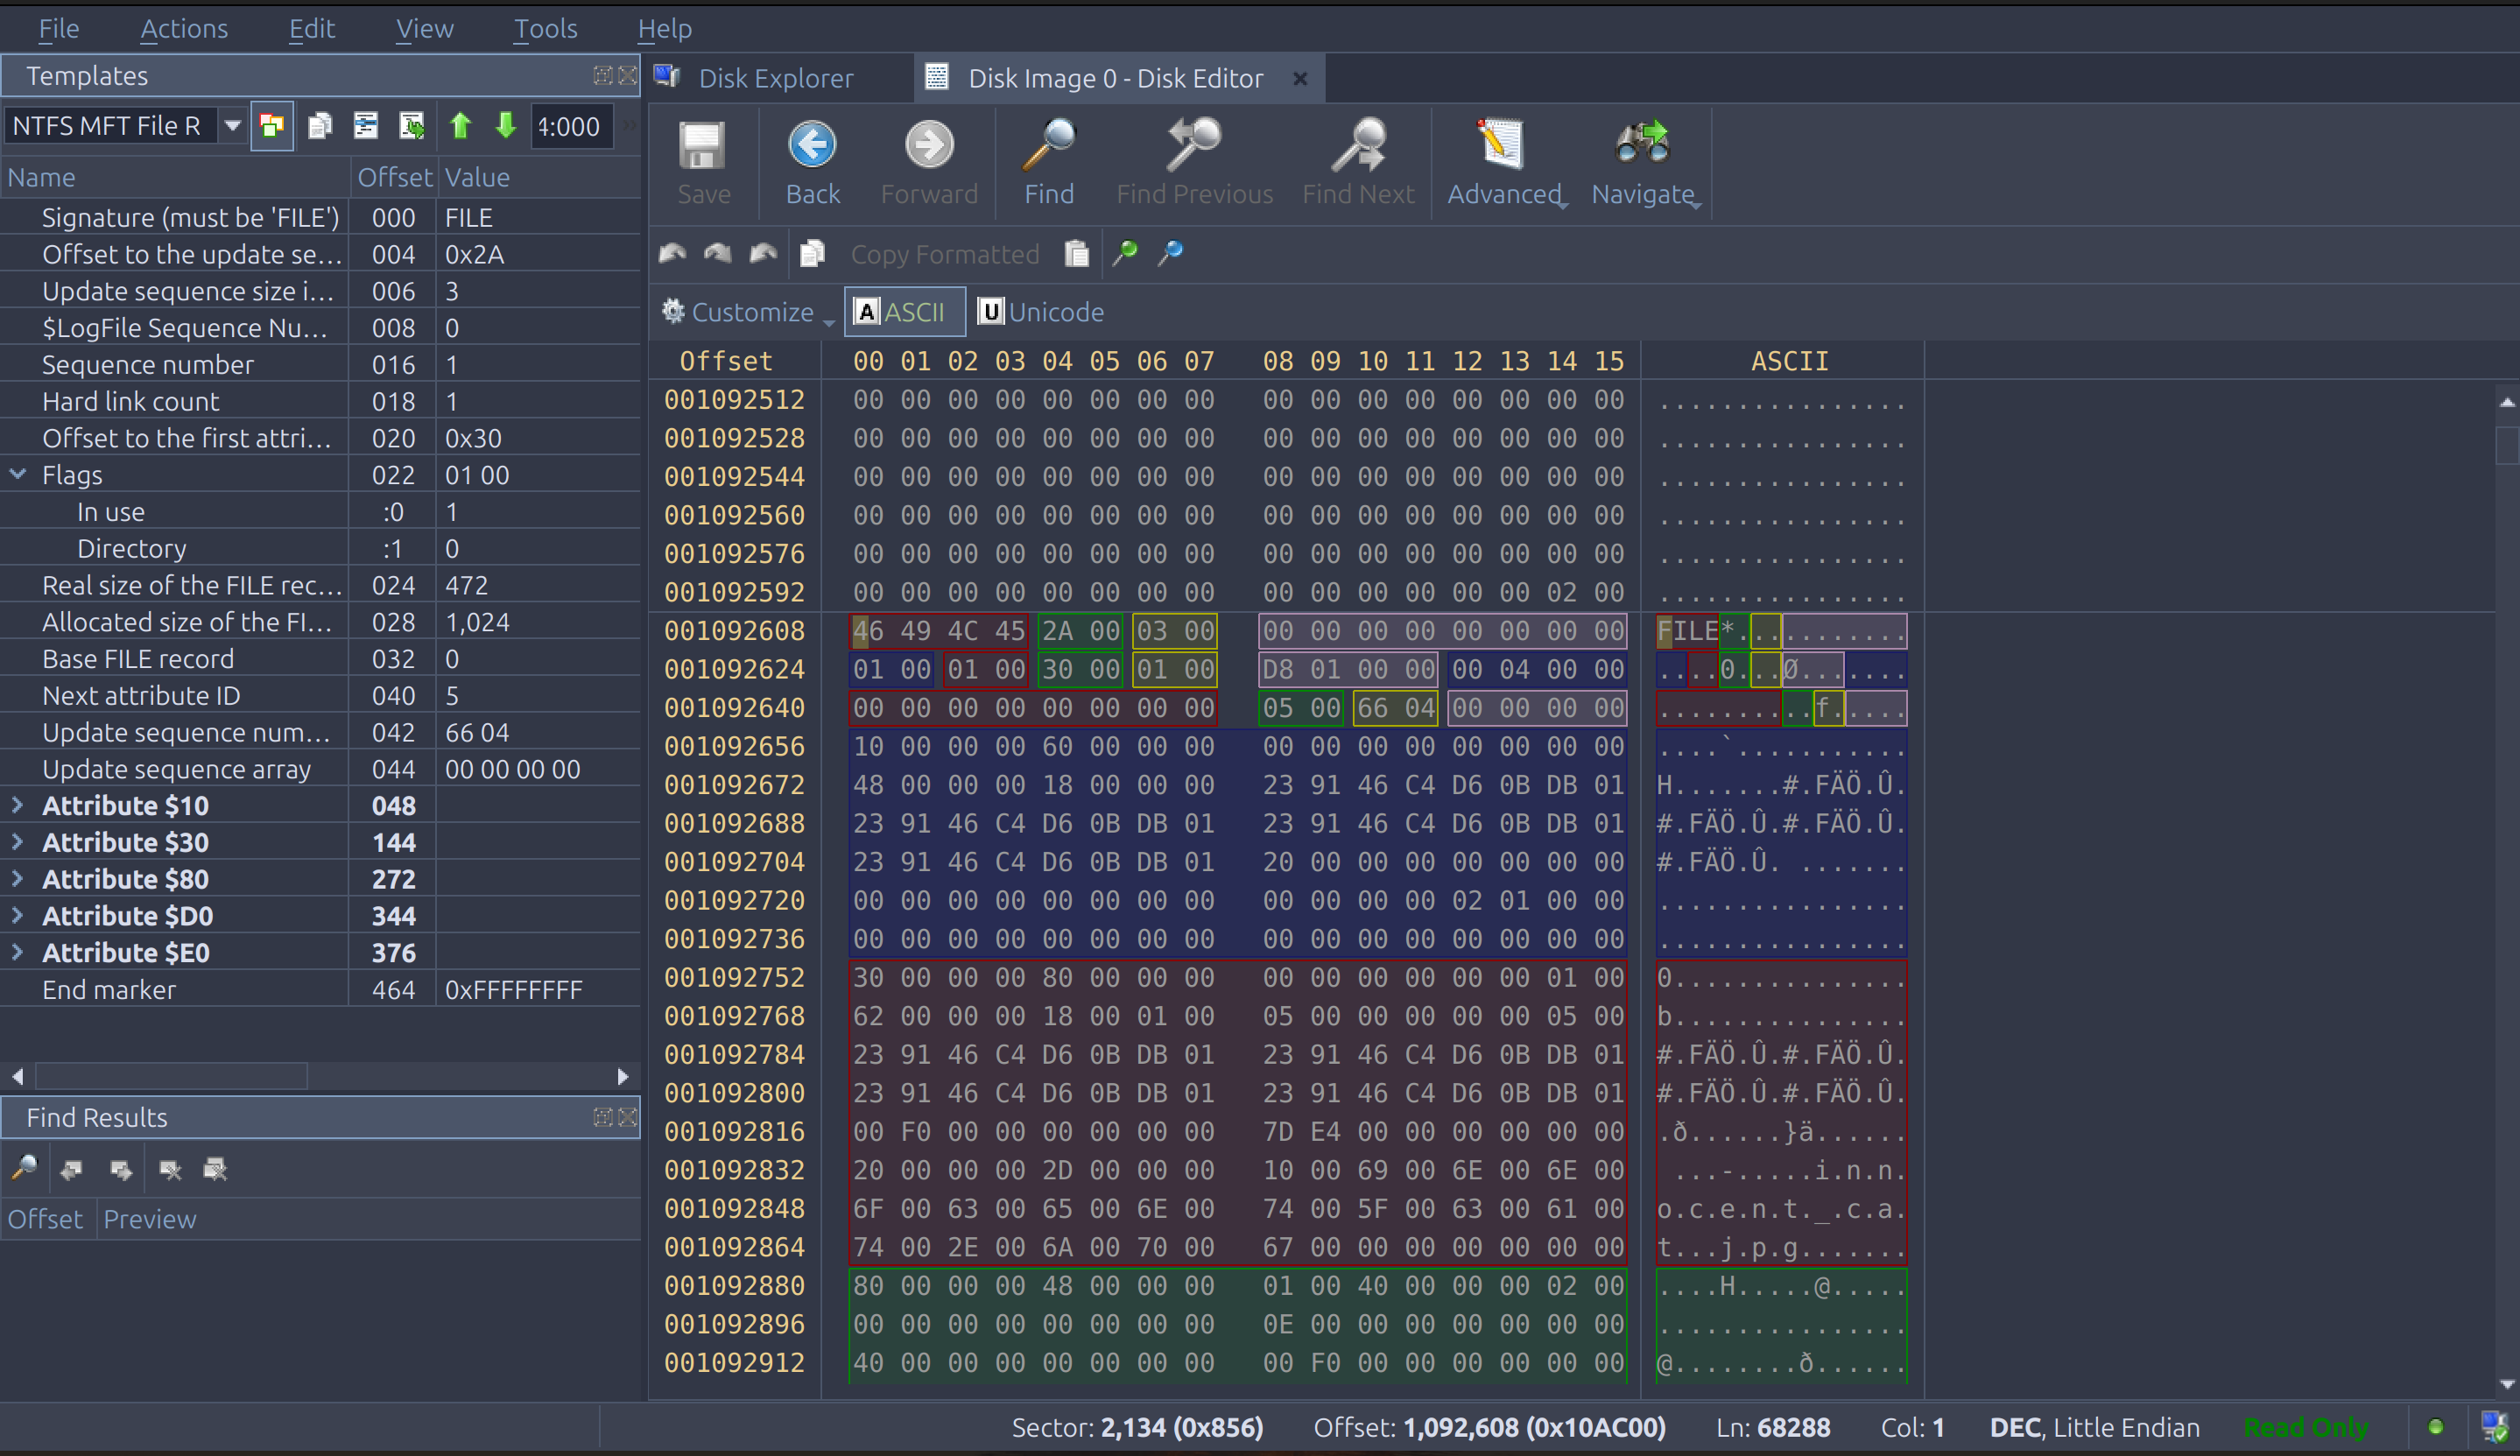 File Actions Edit View Tools Help
Templates
NTFS MFT File R 4:000
Name Offset Value
Signature (must be 'FILE') 000 FILE
Offset to the update se... 004 0x2A
Update sequence size i... 006 3
$LogFile Sequence Nu... 008 0
Sequence number 016 1
Hard link count 018 1
Offset to the first attri... 020 0x30
Flags 022 01 00
In use :0 1
Directory :1 0
Real size of the FILE rec... 024 472
Allocated size of the FI... 028 1,024
Base FILE record 032 0
Next attribute ID 040 5
Update sequence num... 042 66 04
Update sequence array 044 00 00 00 00
Attribute $10 048
Attribute $30 144
Attribute $80 272
Attribute $D0 344
Attribute $E0 376
End marker 464 0xFFFFFFFF
Find Results
Offset Preview
Disk Explorer Disk Image 0 - Disk Editor
Save Back Forward Find Find Previous Find Next Advanced Navigate
Copy Formatted
Customize A ASCII U Unicode
Offset 00 01 02 03 04 05 06 07 08 09 10 11 12 13 14 15 ASCII
001092512 00 00 00 00 00 00 00 00 00 00 00 00 00 00 00 00 ................
001092528 00 00 00 00 00 00 00 00 00 00 00 00 00 00 00 00 ................
001092544 00 00 00 00 00 00 00 00 00 00 00 00 00 00 00 00 ................
001092560 00 00 00 00 00 00 00 00 00 00 00 00 00 00 00 00 ................
001092576 00 00 00 00 00 00 00 00 00 00 00 00 00 00 00 00 ................
001092592 00 00 00 00 00 00 00 00 00 00 00 00 00 00 02 00 ................
001092608 46 49 4C 45 2A 00 03 00 00 00 00 00 00 00 00 00 FILE*...........
001092624 01 00 01 00 30 00 01 00 D8 01 00 00 00 04 00 00 ....0...Ø.......
001092640 00 00 00 00 00 00 00 00 05 00 66 04 00 00 00 00 ..........f.....
001092656 10 00 00 00 60 00 00 00 00 00 00 00 00 00 00 00 ....`...........
001092672 48 00 00 00 18 00 00 00 23 91 46 C4 D6 0B DB 01 H.......#.FÄÖ.Û.
001092688 23 91 46 C4 D6 0B DB 01 23 91 46 C4 D6 0B DB 01 #.FÄÖ.Û.#.FÄÖ.Û.
001092704 23 91 46 C4 D6 0B DB 01 20 00 00 00 00 00 00 00 #.FÄÖ.Û. .......
001092720 00 00 00 00 00 00 00 00 00 00 00 00 02 01 00 00 ................
001092736 00 00 00 00 00 00 00 00 00 00 00 00 00 00 00 00 ................
001092752 30 00 00 00 80 00 00 00 00 00 00 00 00 00 01 00 0...............
001092768 62 00 00 00 18 00 01 00 05 00 00 00 00 00 05 00 b...............
001092784 23 91 46 C4 D6 0B DB 01 23 91 46 C4 D6 0B DB 01 #.FÄÖ.Û.#.FÄÖ.Û.
001092800 23 91 46 C4 D6 0B DB 01 23 91 46 C4 D6 0B DB 01 #.FÄÖ.Û.#.FÄÖ.Û.
001092816 00 F0 00 00 00 00 00 00 7D E4 00 00 00 00 00 00 .ð......}ä......
001092832 20 00 00 00 2D 00 00 00 10 00 69 00 6E 00 6E 00 ...-.....i.n.n.
001092848 6F 00 63 00 65 00 6E 00 74 00 5F 00 63 00 61 00 o.c.e.n.t._.c.a.
001092864 74 00 2E 00 6A 00 70 00 67 00 00 00 00 00 00 00 t...j.p.g.......
001092880 80 00 00 00 48 00 00 00 01 00 40 00 00 00 02 00 ....H.....@.....
001092896 00 00 00 00 00 00 00 00 0E 00 00 00 00 00 00 00 ................
001092912 40 00 00 00 00 00 00 00 00 F0 00 00 00 00 00 00 @........ð......
Sector: 2,134 (0x856) Offset: 1,092,608 (0x10AC00) Ln: 68288 Col: 1 DEC, Little Endian Read Only